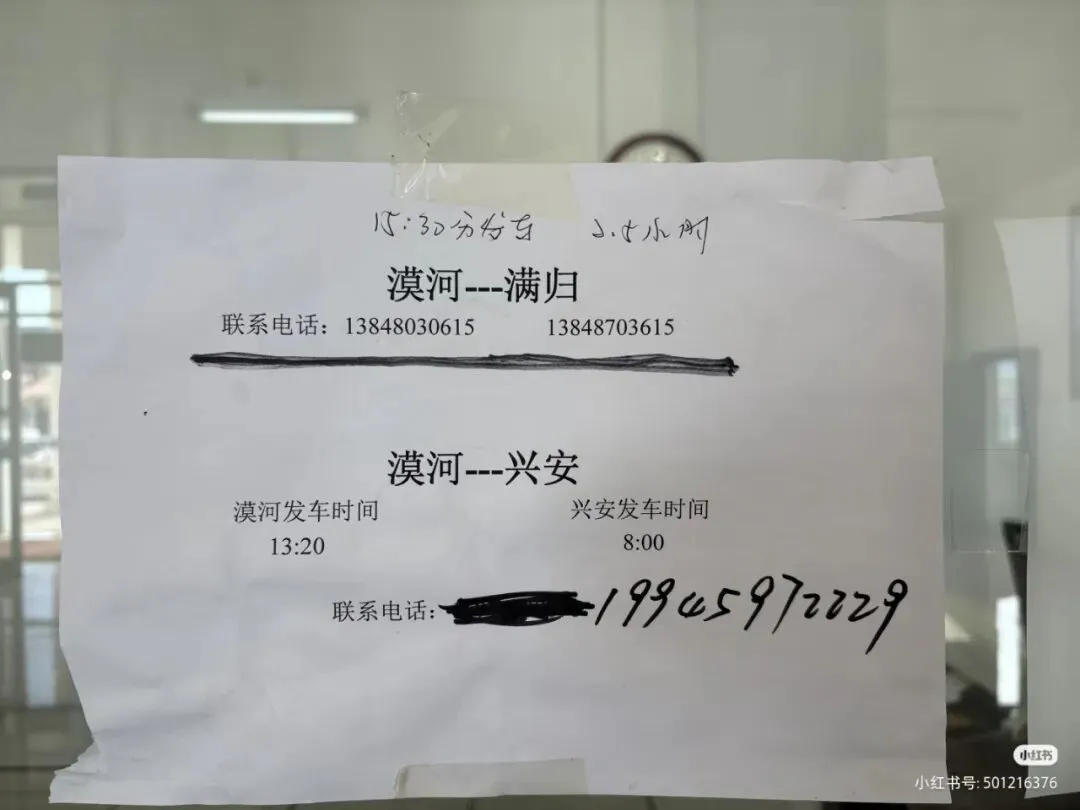 15:30分发车 2.5小时
漠河---满归
联系电话：13848030615 13848703615
漠河---兴安
漠河发车时间 兴安发车时间
13:20 8:00
联系电话：19945972229
小红书
小红书号: 501216376